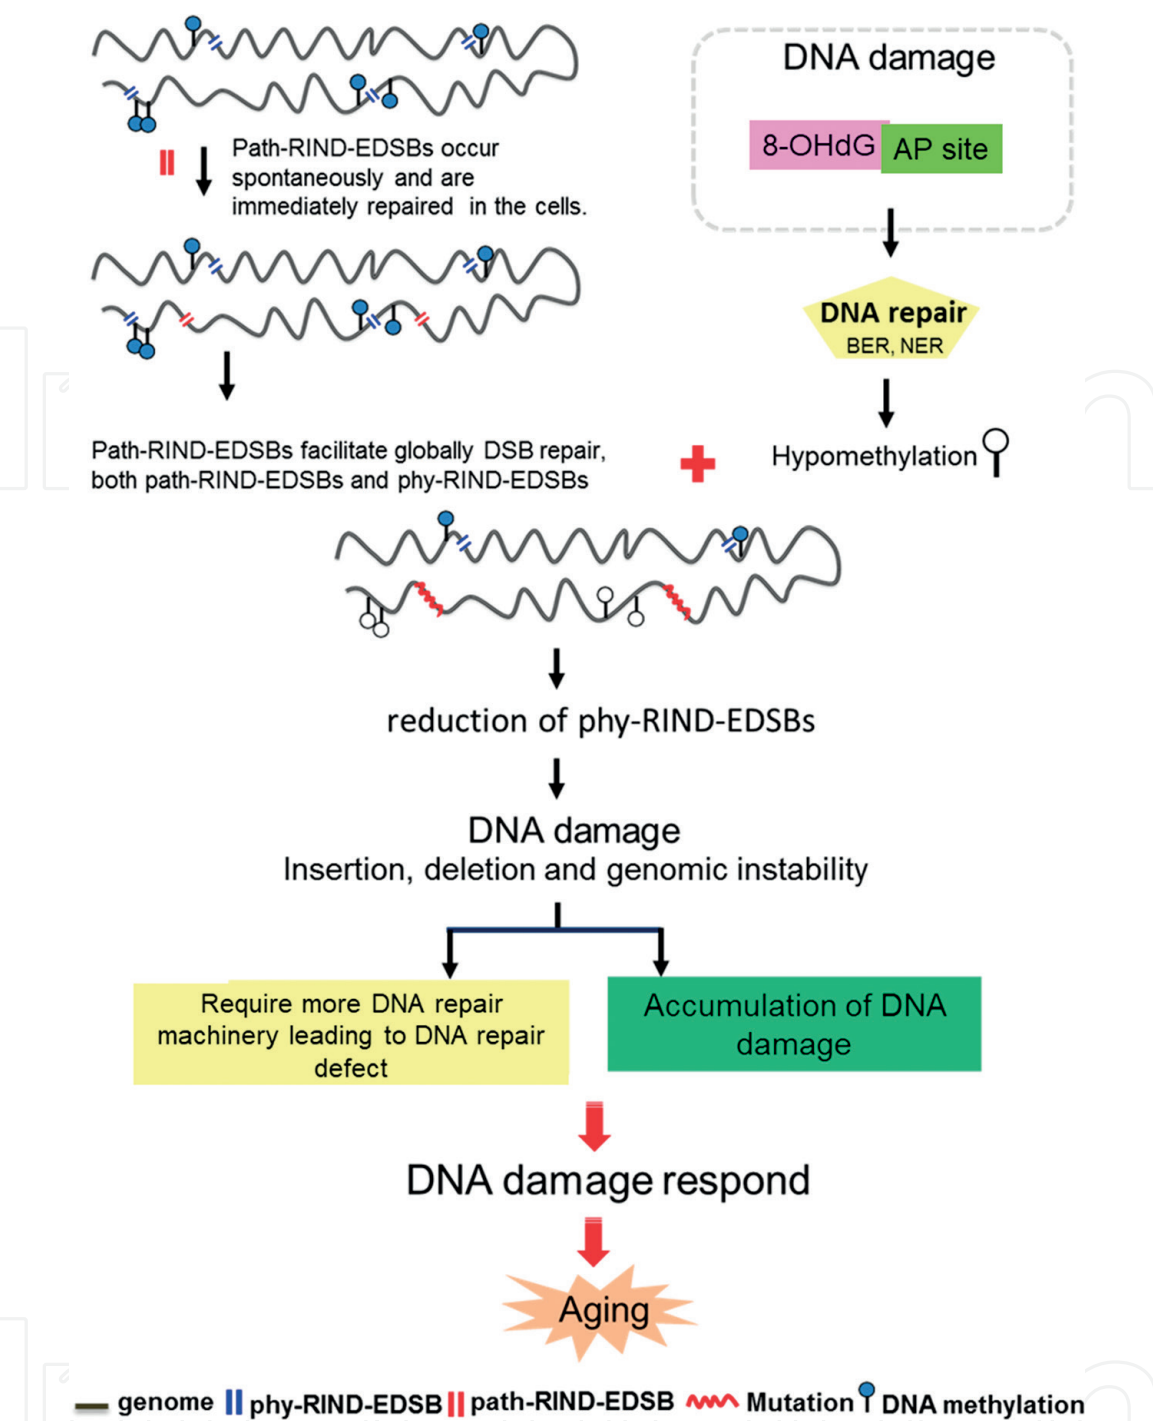 Path-RIND-EDSBs occur
spontaneously and are
immediately repaired in the cells.
DNA damage
8-OHdG
AP site
DNA repair
BER, NER
Hypomethylation
Path-RIND-EDSBs facilitate globally DSB repair,
both path-RIND-EDSBs and phy-RIND-EDSBs
reduction of phy-RIND-EDSBs
DNA damage
Insertion, deletion and genomic instability
Require more DNA repair
machinery leading to DNA repair
defect
Accumulation of DNA
damage
DNA damage respond
Aging
genome phy-RIND-EDSB path-RIND-EDSB Mutation DNA methylation